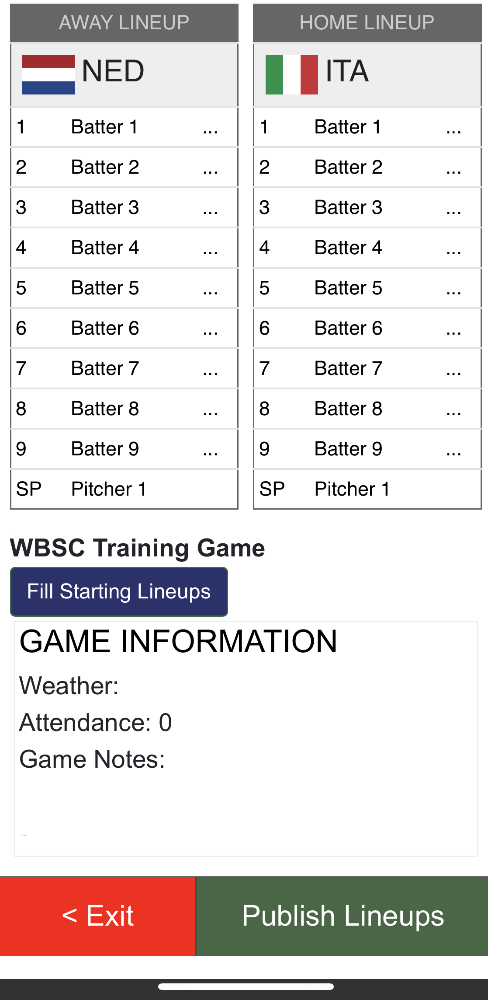 AWAY LINEUP
NED
1 Batter 1 ...
2 Batter 2 ...
3 Batter 3 ...
4 Batter 4 ...
5 Batter 5 ...
6 Batter 6 ...
7 Batter 7 ...
8 Batter 8 ...
9 Batter 9 ...
SP Pitcher 1
HOME LINEUP
ITA
1 Batter 1 ...
2 Batter 2 ...
3 Batter 3 ...
4 Batter 4 ...
5 Batter 5 ...
6 Batter 6 ...
7 Batter 7 ...
8 Batter 8 ...
9 Batter 9 ...
SP Pitcher 1
WBSC Training Game
Fill Starting Lineups
GAME INFORMATION
Weather:
Attendance: 0
Game Notes:
< Exit
Publish Lineups